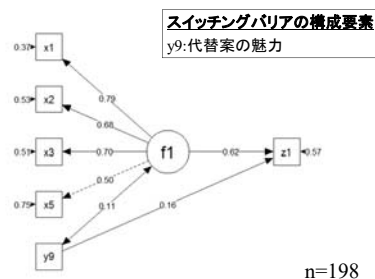 スイッチングバリアの構成要素
y9:代替案の魅力
0.37 x1
0.79
0.53 x2
0.68
0.51 x3
0.70
f1
0.62
z1 0.57
0.50
0.75 x5
0.11
0.16
y9
n=198